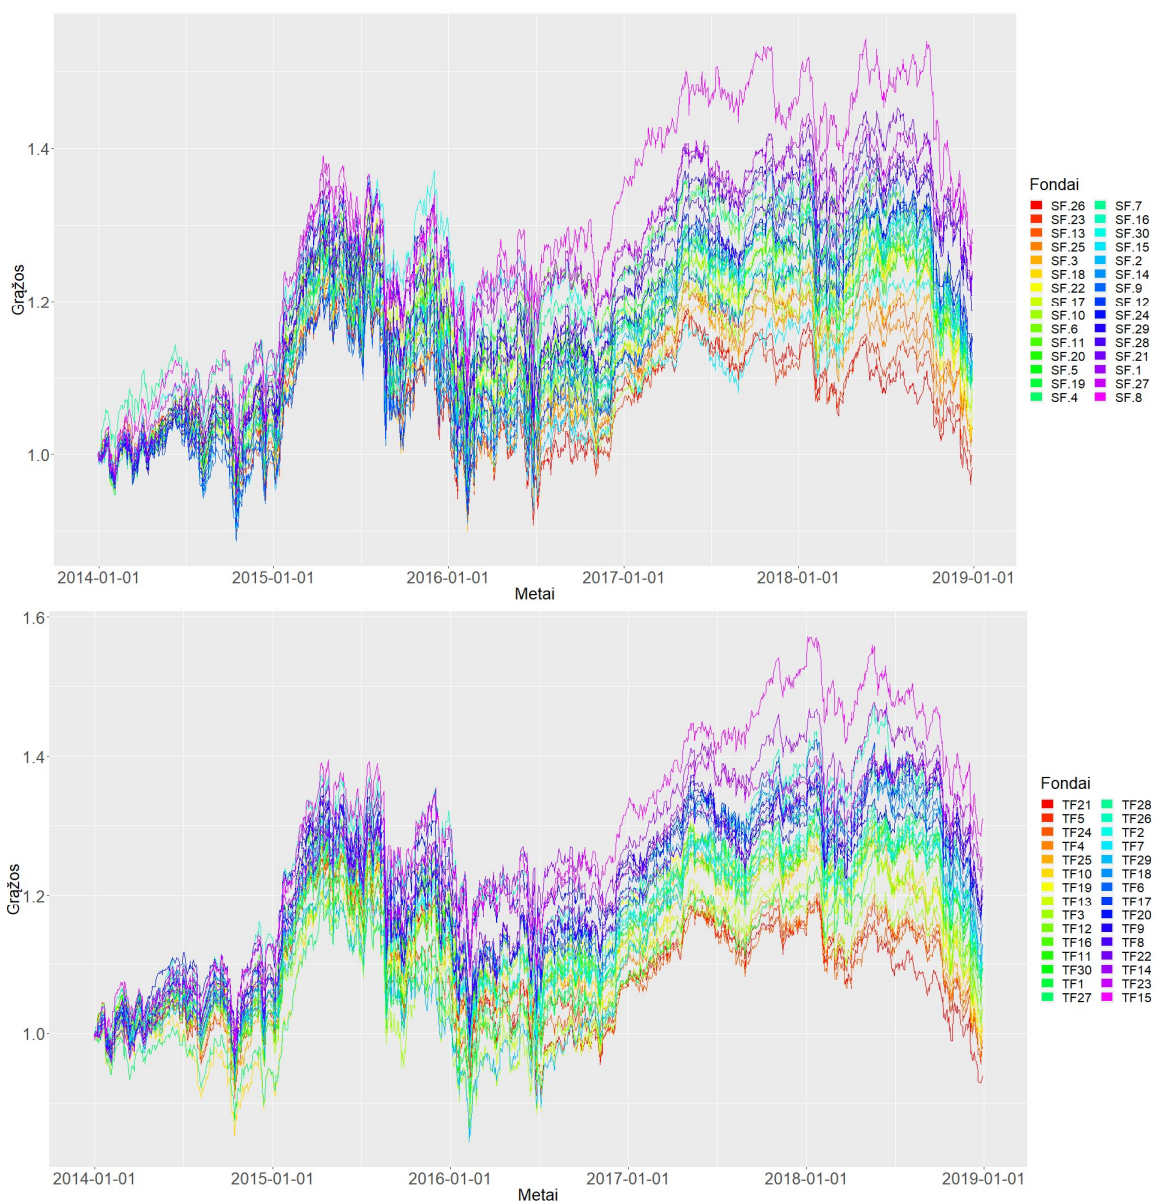 1.4
1.2
1.0
Grąžos
2014-01-01 2015-01-01 2016-01-01 2017-01-01 2018-01-01 2019-01-01
Metai
Fondai
SF.26 SF.7
SF.23 SF.16
SF.13 SF.30
SF.25 SF.15
SF.3 SF.2
SF.18 SF.14
SF.22 SF.9
SF.17 SF.12
SF.10 SF.24
SF.6 SF.29
SF.11 SF.28
SF.20 SF.21
SF.5 SF.1
SF.19 SF.27
SF.4 SF.8
1.6
1.4
1.2
1.0
Grąžos
2014-01-01 2015-01-01 2016-01-01 2017-01-01 2018-01-01 2019-01-01
Metai
Fondai
TF21 TF28
TF5 TF26
TF24 TF2
TF4 TF7
TF25 TF29
TF10 TF18
TF19 TF6
TF13 TF17
TF3 TF20
TF12 TF9
TF16 TF8
TF11 TF22
TF30 TF14
TF1 TF23
TF27 TF15